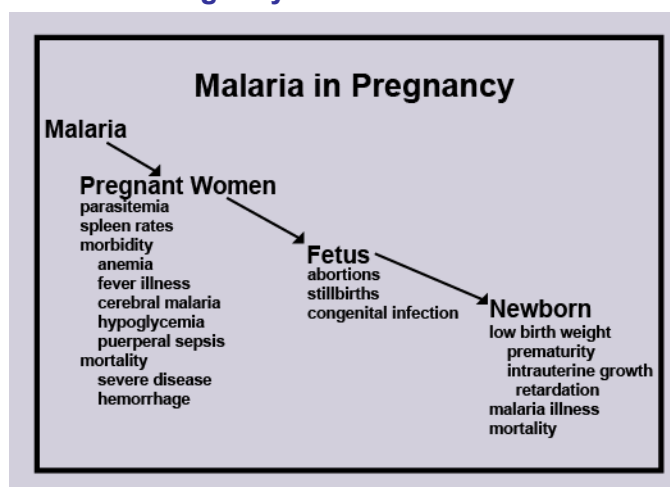 Malaria in Pregnancy
Malaria
Pregnant Women
parasitemia
spleen rates
morbidity
anemia
fever illness
cerebral malaria
hypoglycemia
puerperal sepsis
mortality
severe disease
hemorrhage
Fetus
abortions
stillbirths
congenital infection
Newborn
low birth weight
prematurity
intrauterine growth
retardation
malaria illness
mortality